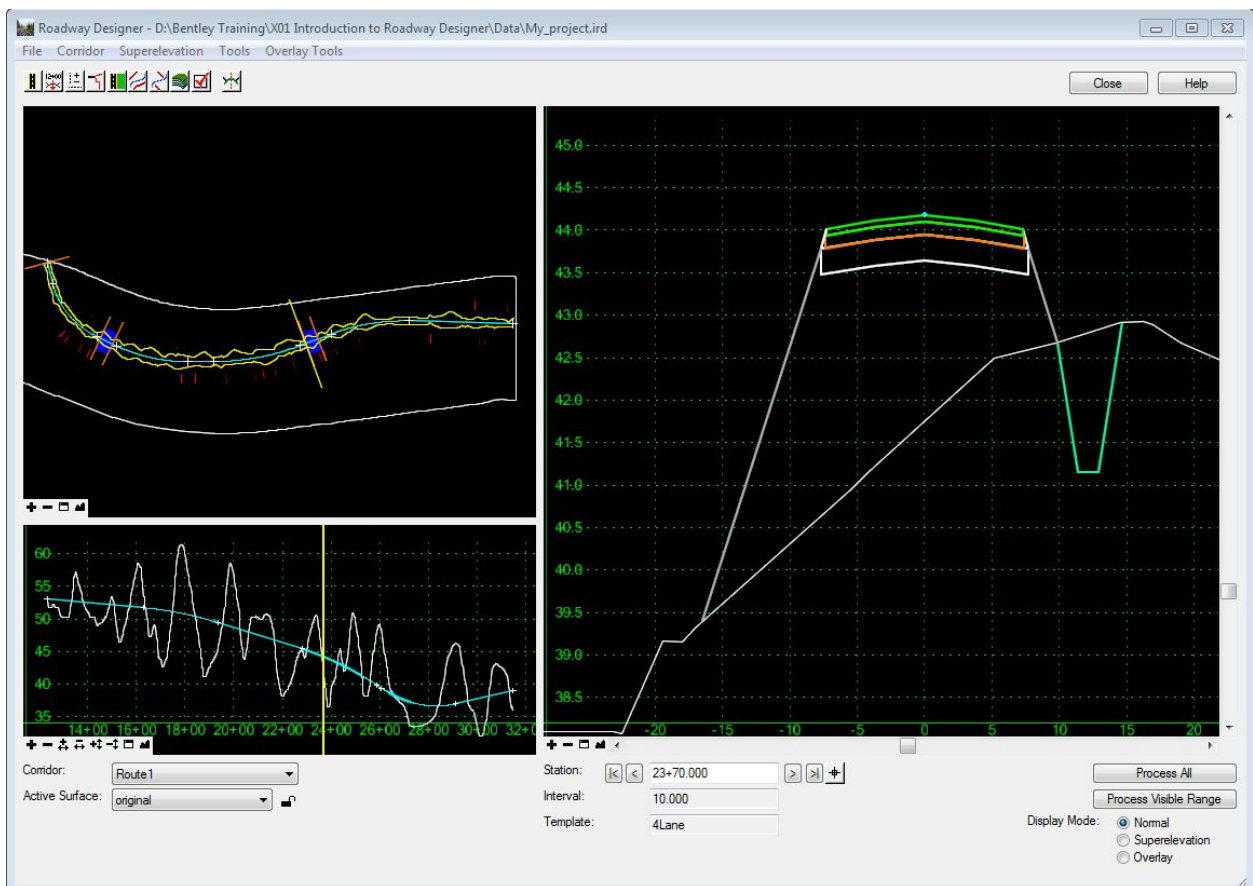 Roadway Designer - D:\Bentley Training\X01 Introduction to Roadway Designer\Data\My_project.ird
File Corridor Superelevation Tools Overlay Tools
Close Help
45.0
44.5
44.0
43.5
43.0
42.5
42.0
41.5
41.0
40.5
40.0
39.5
39.0
38.5
-20 -15 -10 -5 0 5 10 15 20
60
55
50
45
40
35
14+00 16+00 18+00 20+00 22+00 24+00 26+00 28+00 30+00 32+0
Corridor: Route1
Active Surface: original
Station: 23+70.000
Interval: 10.000
Template: 4Lane
Process All
Process Visible Range
Display Mode: Normal
Superelevation
Overlay